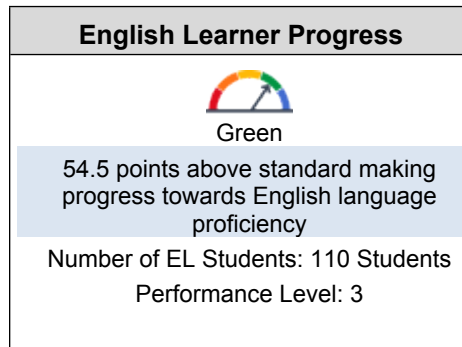 English Learner Progress
Green
54.5 points above standard making
progress towards English language
proficiency
Number of EL Students: 110 Students
Performance Level: 3